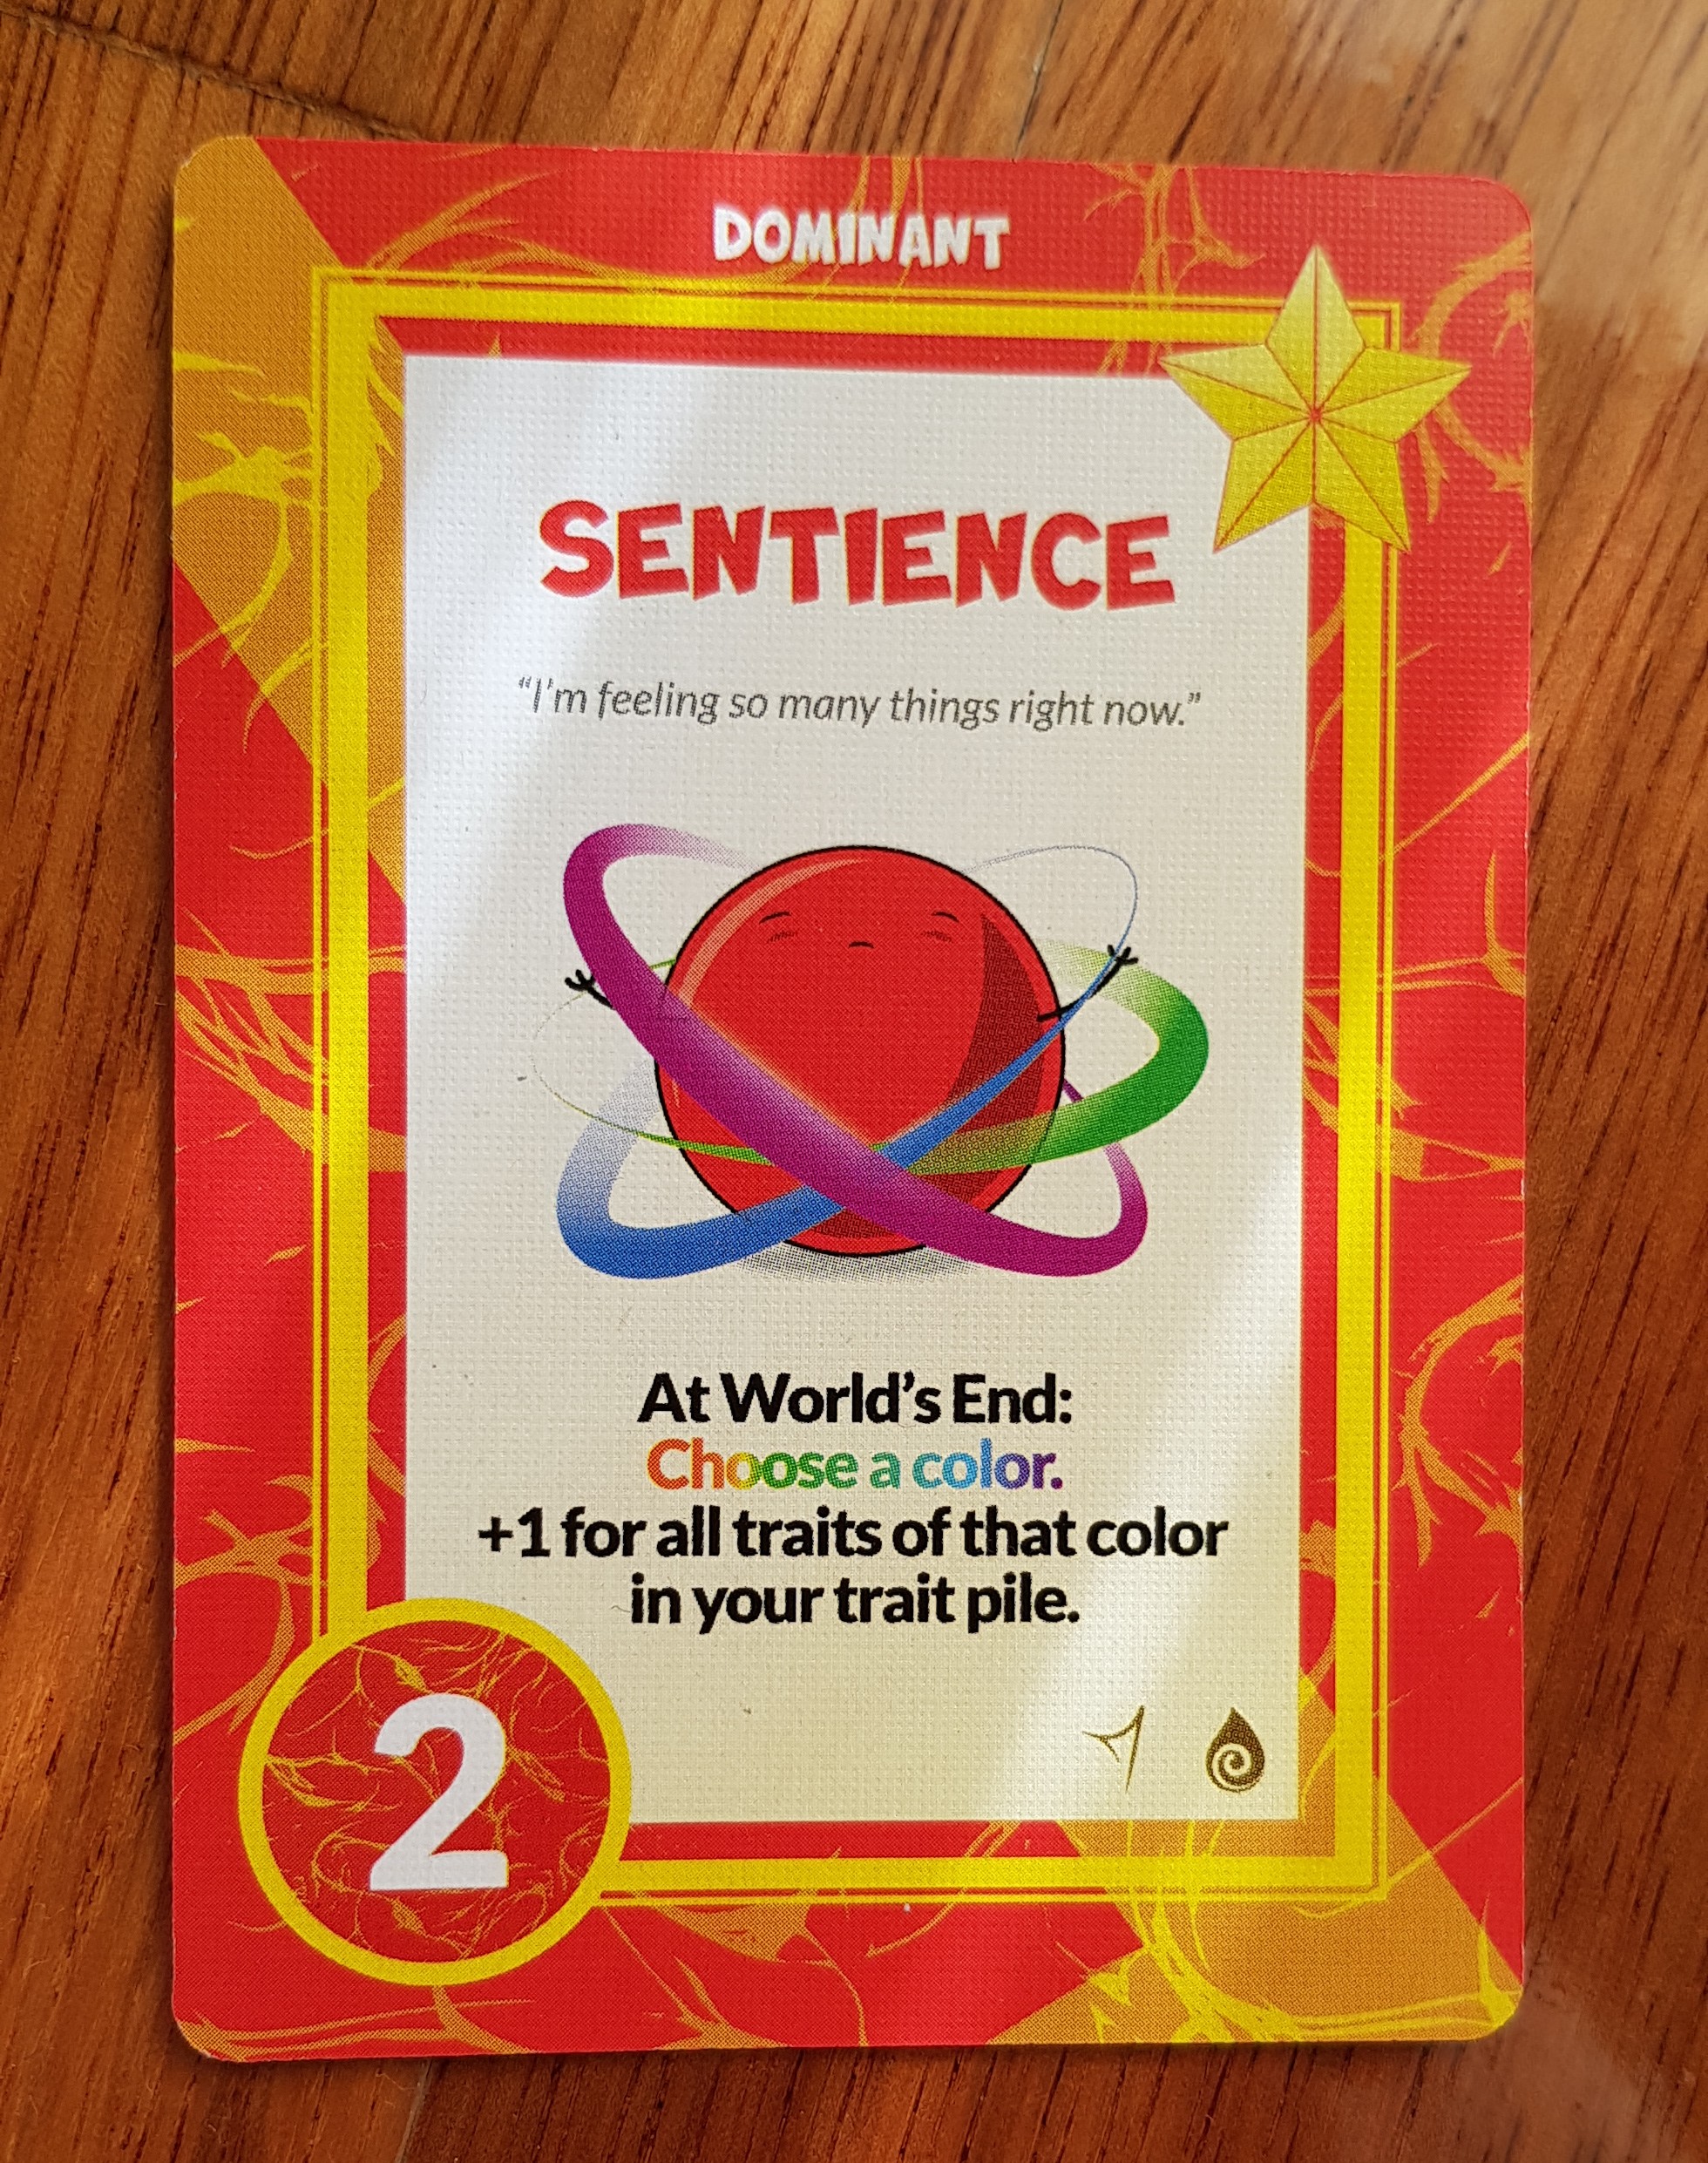 DOMINANT
SENTIENCE
“I'm feeling so many things right now.”
At World’s End:
Choose a color.
+1 for all traits of that color
in your trait pile.
2